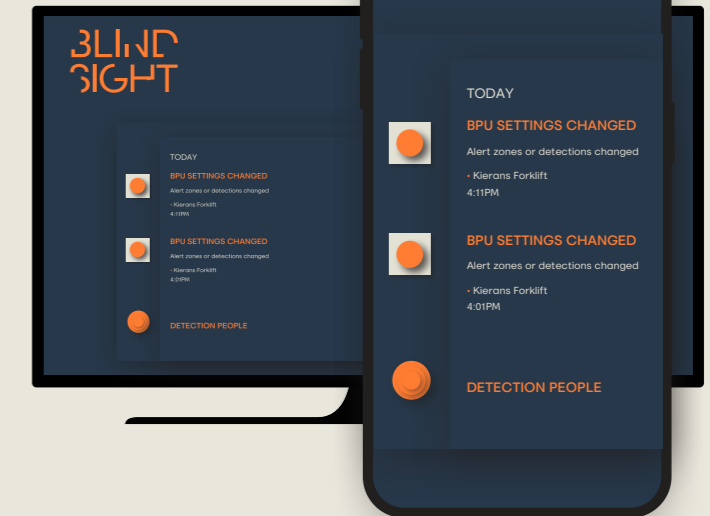 BLIND
SIGHT
TODAY
BPU SETTINGS CHANGED
Alert zones or detections changed
- Kierans Forklift
4:11PM
BPU SETTINGS CHANGED
Alert zones or detections changed
- Kierans Forklift
4:01PM
DETECTION PEOPLE
TODAY
BPU SETTINGS CHANGED
Alert zones or detections changed
- Kierans Forklift
4:11PM
BPU SETTINGS CHANGED
Alert zones or detections changed
- Kierans Forklift
4:01PM
DETECTION PEOPLE